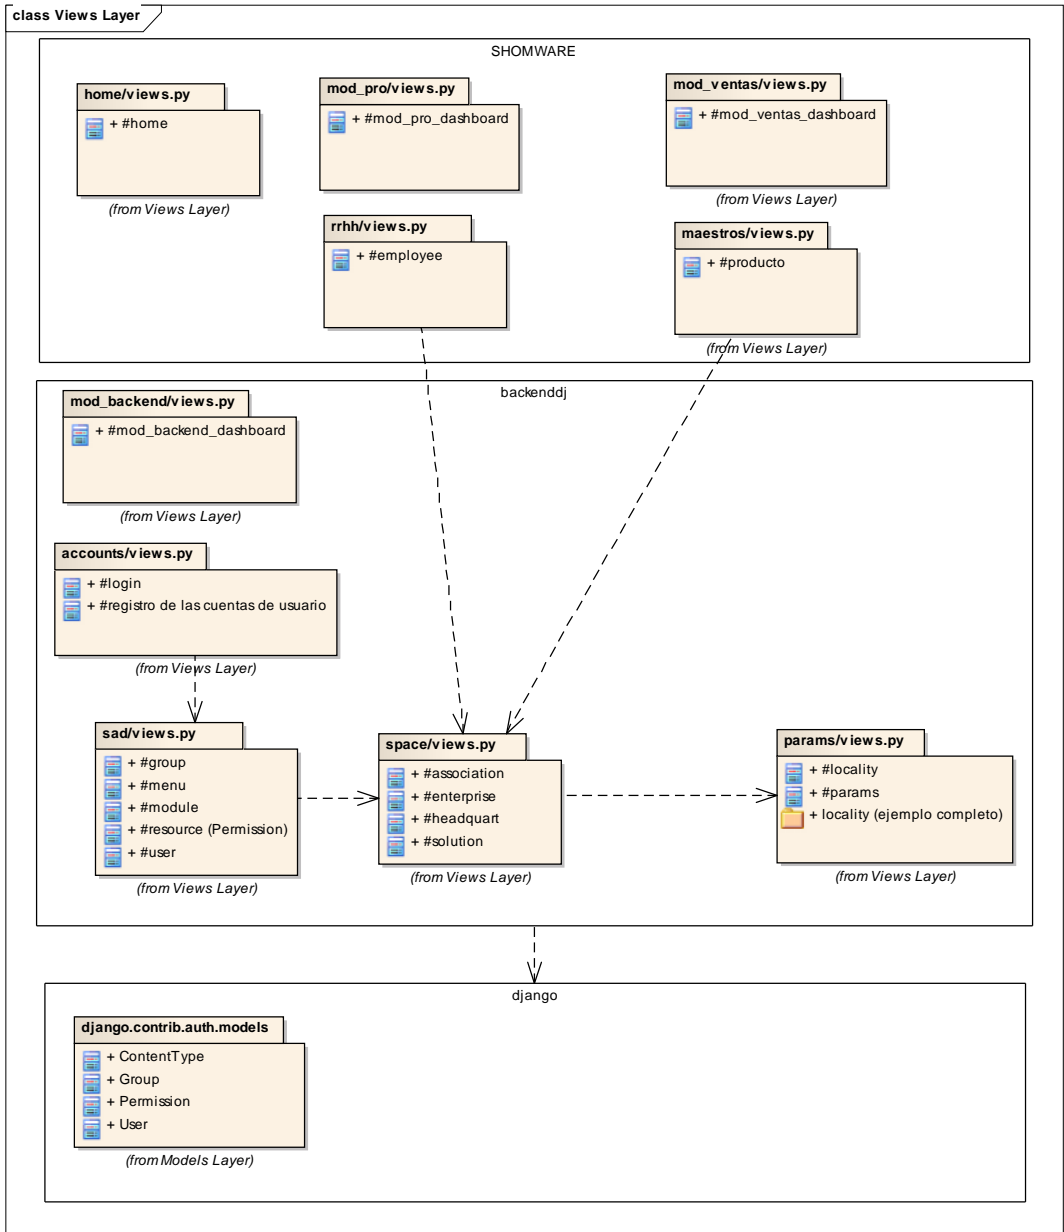 class Views Layer
SHOMWARE
home/views.py
+ #home
(from Views Layer)
mod_pro/views.py
+ #mod_pro_dashboard
mod_ventas/views.py
+ #mod_ventas_dashboard
(from Views Layer)
rrhh/views.py
+ #employee
maestros/views.py
+ #producto
(from Views Layer)
backenddj
mod_backend/views.py
+ #mod_backend_dashboard
(from Views Layer)
accounts/views.py
+ #login
+ #registro de las cuentas de usuario
(from Views Layer)
sad/views.py
+ #group
+ #menu
+ #module
+ #resource (Permission)
+ #user
(from Views Layer)
space/views.py
+ #association
+ #enterprise
+ #headquart
+ #solution
(from Views Layer)
params/views.py
+ #locality
+ #params
+ locality (ejemplo completo)
(from Views Layer)
django
django.contrib.auth.models
+ ContentType
+ Group
+ Permission
+ User
(from Models Layer)